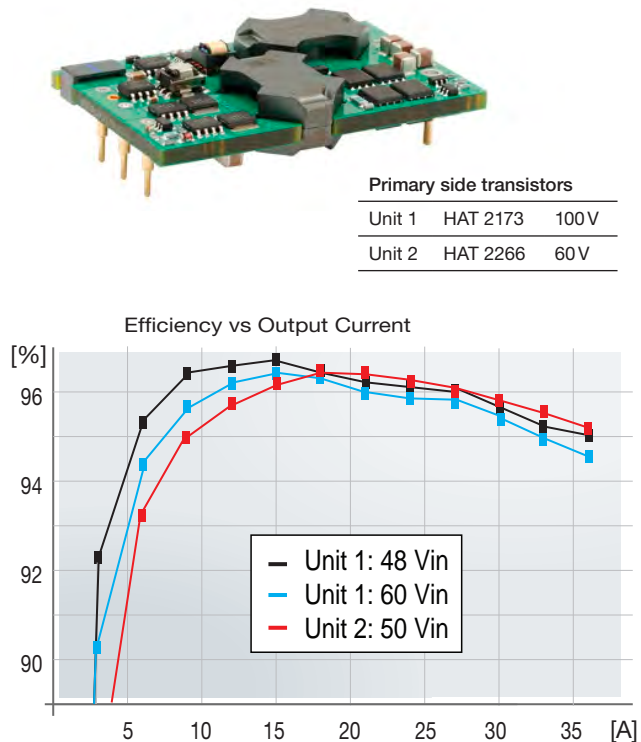 Primary side transistors
Unit 1 HAT 2173 100 V
Unit 2 HAT 2266 60 V
Efficiency vs Output Current
[%]
96
94
92
90
Unit 1: 48 Vin
Unit 1: 60 Vin
Unit 2: 50 Vin
5 10 15 20 25 30 35 [A]